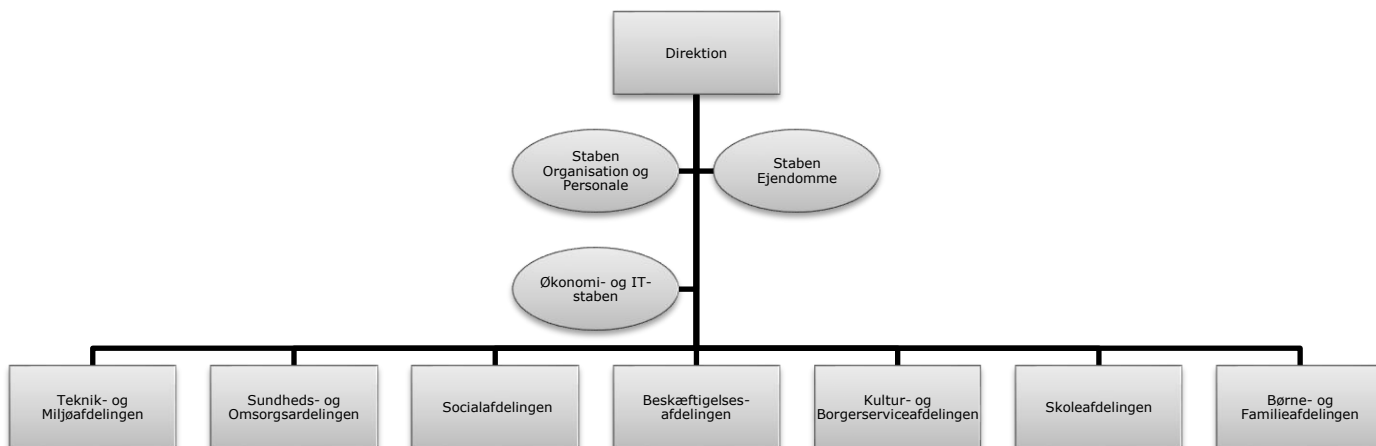 Direktion
Staben
Organisation og
Personale
Staben
Ejendomme
Økonomi- og IT-
staben
Teknik- og
Miljøafdelingen
Sundheds- og
Omsorgsardelingen
Socialafdelingen
Beskæftigelses-
afdelingen
Kultur- og
Borgerserviceafdelingen
Skoleafdelingen
Børne- og
Familieafdelingen